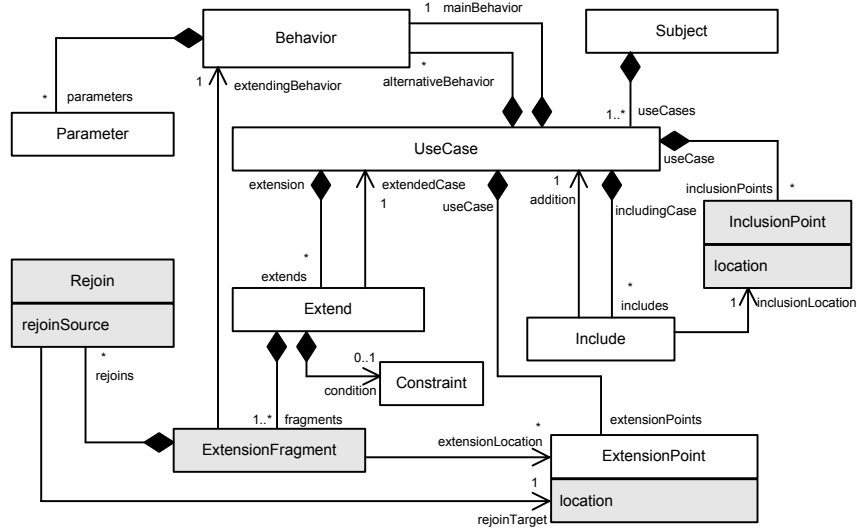 1 mainBehavior
Behavior
Subject
*
alternativeBehavior
1 extendingBehavior
* parameters
1..* useCases
Parameter
UseCase
useCase
extension
extendedCase
useCase
1
addition
includingCase
inclusionPoints *
1
InclusionPoint
location
Rejoin
rejoinSource
*
extends
*
includes
1 inclusionLocation
Extend
Include
*
rejoins
0..1
condition
Constraint
1..* fragments
extensionPoints
*
extensionLocation
ExtensionFragment
ExtensionPoint
1
location
rejoinTarget